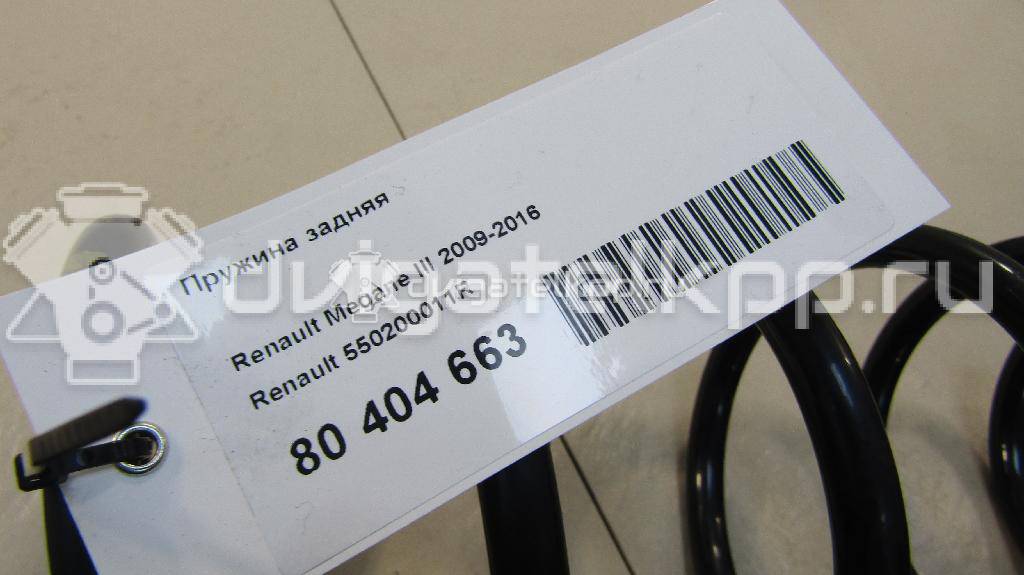 Пружина задняя
Renault Megane III 2009-2016
Renault 550200011R
80 404 663
dvigatelkpp.ru